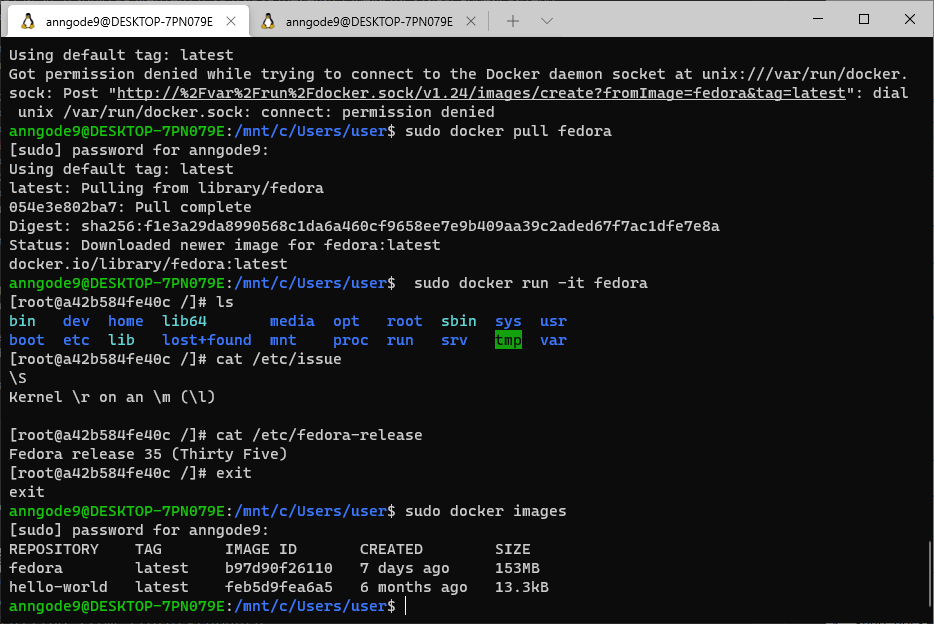 anngode9@DESKTOP-7PN079E anngode9@DESKTOP-7PN079E
Using default tag: latest
Got permission denied while trying to connect to the Docker daemon socket at unix:///var/run/docker.
sock: Post "http://%2Fvar%2Frun%2Fdocker.sock/v1.24/images/create?fromImage=fedora&tag=latest": dial
 unix /var/run/docker.sock: connect: permission denied
anngode9@DESKTOP-7PN079E:/mnt/c/Users/user$ sudo docker pull fedora
[sudo] password for anngode9:
Using default tag: latest
latest: Pulling from library/fedora
054e3e802ba7: Pull complete
Digest: sha256:f1e3a29da8990568c1da6a460cf9658ee7e9b409aa39c2aded67f7ac1dfe7e8a
Status: Downloaded newer image for fedora:latest
docker.io/library/fedora:latest
anngode9@DESKTOP-7PN079E:/mnt/c/Users/user$  sudo docker run -it fedora
[root@a42b584fe40c /]# ls
bin   dev  home  lib64       media  opt   root  sbin  sys  usr
boot  etc  lib   lost+found  mnt    proc  run   srv   tmp  var
[root@a42b584fe40c /]# cat /etc/issue
\S
Kernel \r on an \m (\l)
[root@a42b584fe40c /]# cat /etc/fedora-release
Fedora release 35 (Thirty Five)
[root@a42b584fe40c /]# exit
exit
anngode9@DESKTOP-7PN079E:/mnt/c/Users/user$ sudo docker images
[sudo] password for anngode9:
REPOSITORY    TAG       IMAGE ID       CREATED        SIZE
fedora        latest    b97d90f26110   7 days ago     153MB
hello-world   latest    feb5d9fea6a5   6 months ago   13.3kB
anngode9@DESKTOP-7PN079E:/mnt/c/Users/user$